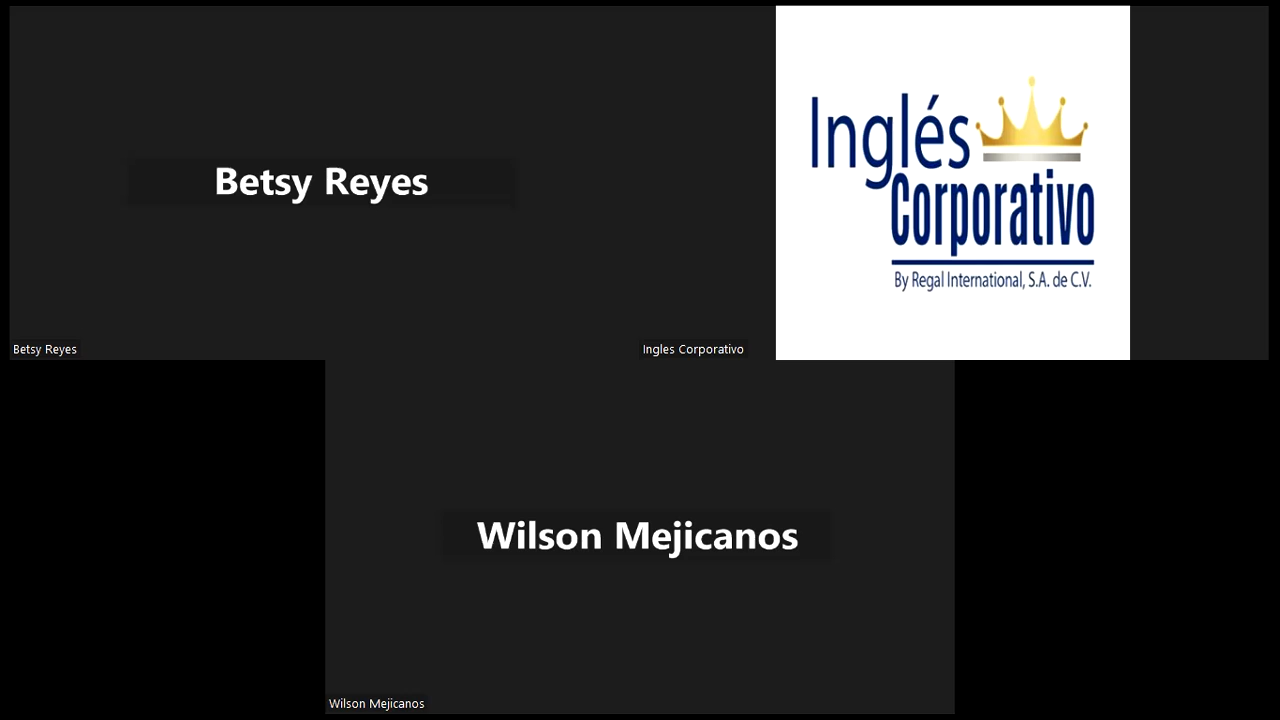 Betsy Reyes
Betsy Reyes
Inglés
Corporativo
By Regal International, S.A. de C.V.
Ingles Corporativo
Wilson Mejicanos
Wilson Mejicanos